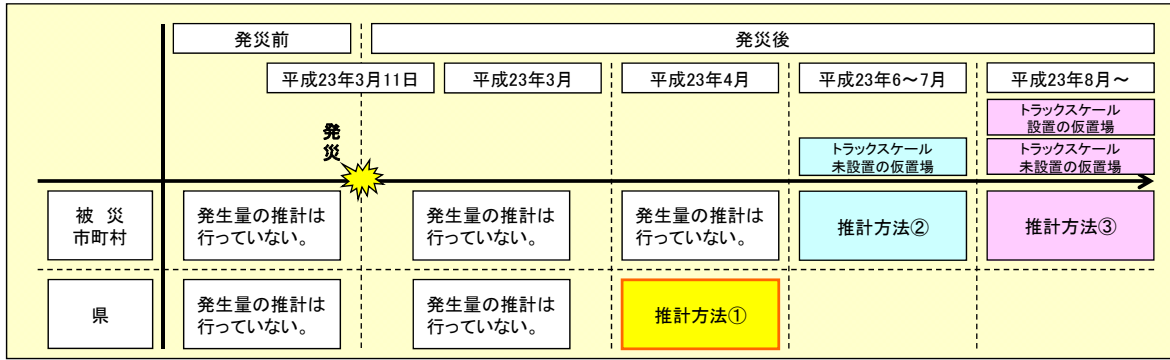 発災前
発災後
平成23年3月11日
平成23年3月
平成23年4月
平成23年6～7月
平成23年8月～
トラックスケール
設置の仮置場
発
災
トラックスケール
未設置の仮置場
トラックスケール
未設置の仮置場
被 災
市町村
発生量の推計は
行っていない。
発生量の推計は
行っていない。
発生量の推計は
行っていない。
推計方法②
推計方法③
県
発生量の推計は
行っていない。
発生量の推計は
行っていない。
推計方法①